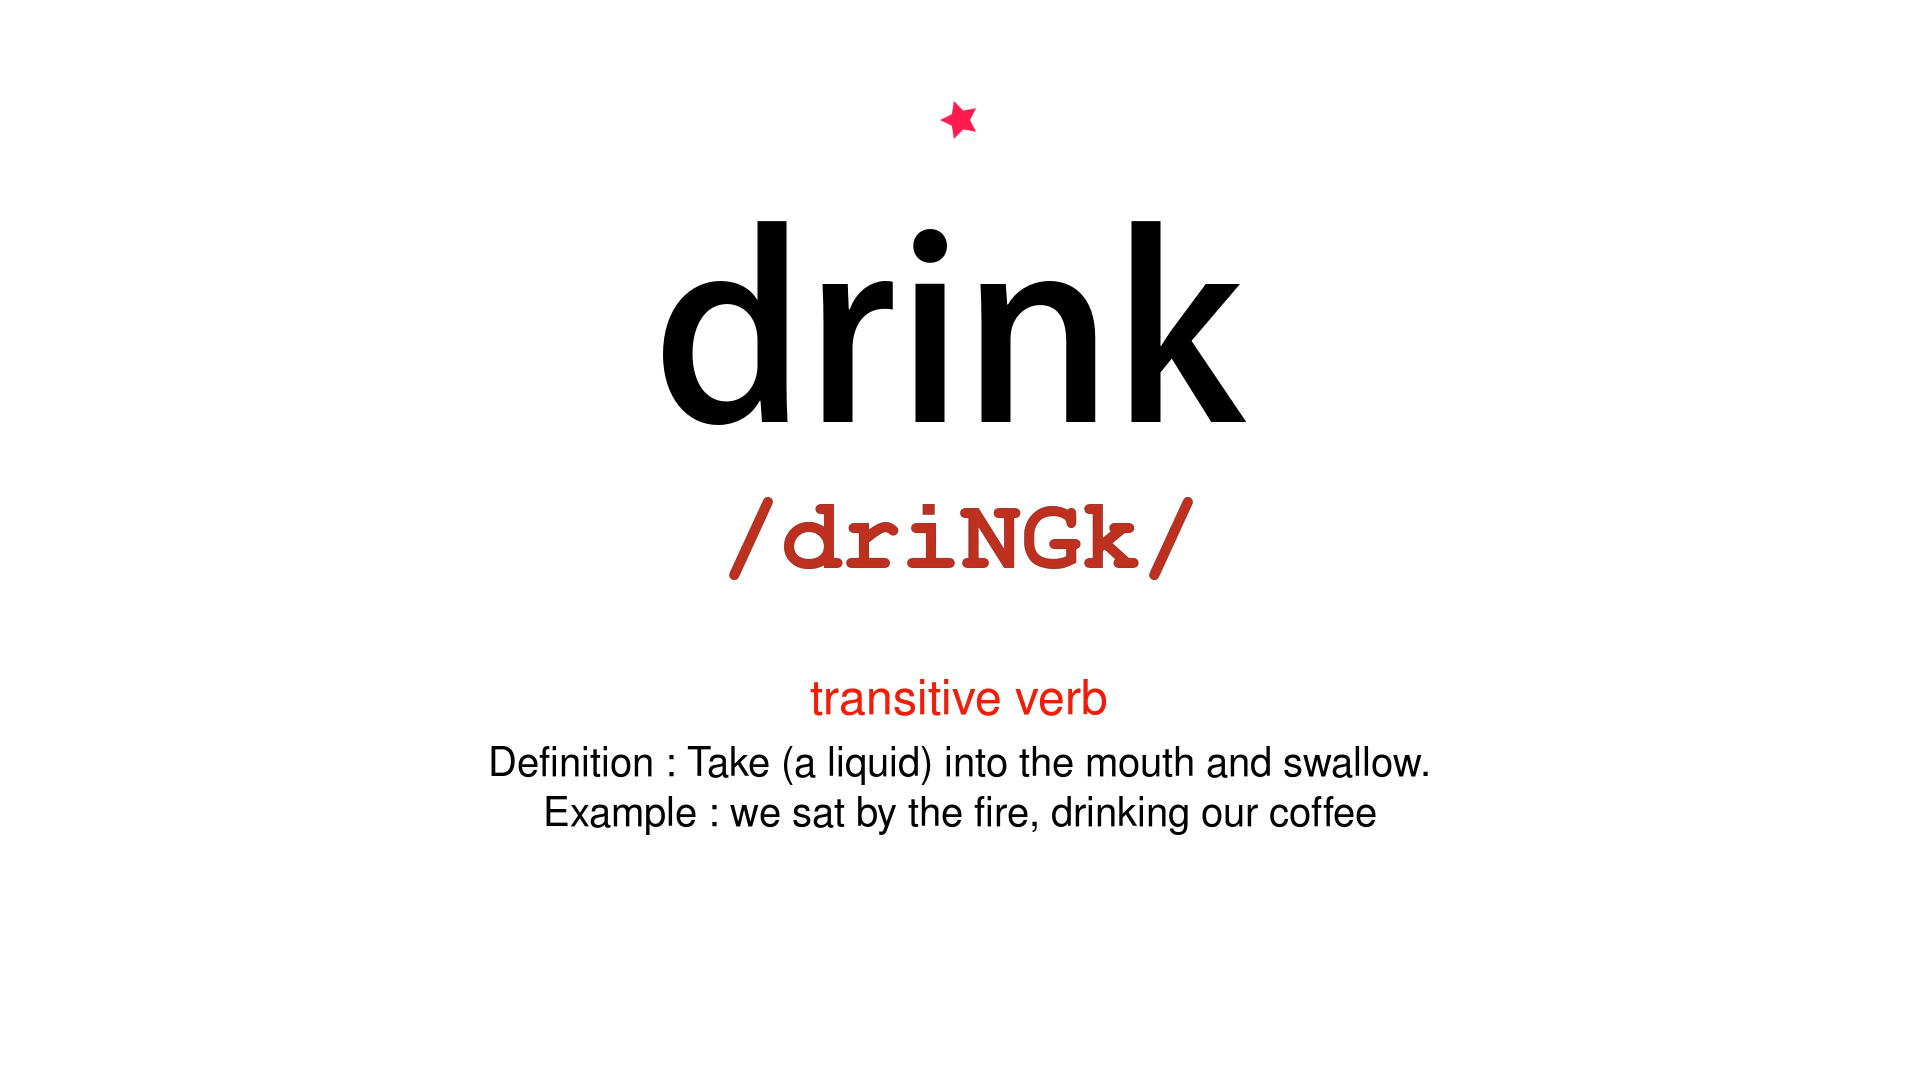 drink
/driNGk/
transitive verb
Definition : Take (a liquid) into the mouth and swallow.
Example : we sat by the fire, drinking our coffee